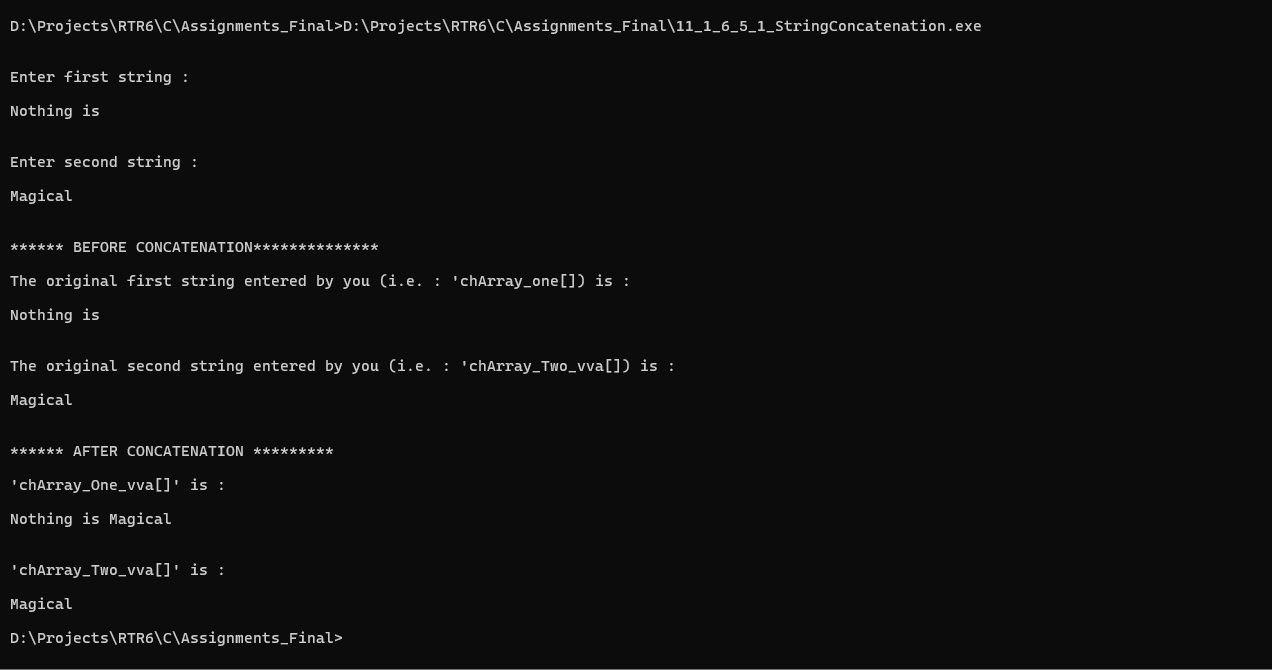 D:\Projects\RTR6\C\Assignments_Final>D:\Projects\RTR6\C\Assignments_Final\11_1_6_5_1_StringConcatenation.exe
Enter first string :
Nothing is
Enter second string :
Magical
****** BEFORE CONCATENATION**************
The original first string entered by you (i.e. : 'chArray_one[]) is :
Nothing is
The original second string entered by you (i.e. : 'chArray_Two_vva[]) is :
Magical
****** AFTER CONCATENATION *********
'chArray_One_vva[]' is :
Nothing is Magical
'chArray_Two_vva[]' is :
Magical
D:\Projects\RTR6\C\Assignments_Final>